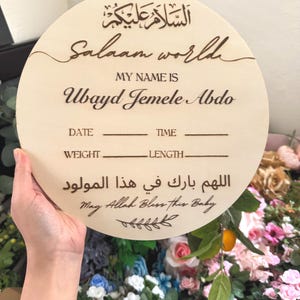 السلام عليكم
Salaam world
MY NAME IS
Ubayd Jemele Abdo
DATE TIME
WEIGHT LENGTH
اللهم بارك في هذا المولود
May Allah Bless this Baby